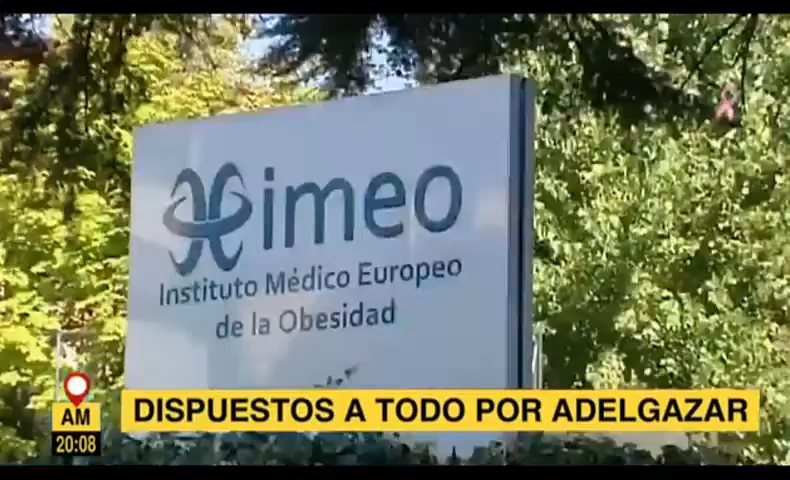 imeo
Instituto Médico Europeo
de la Obesidad
DISPUESTOS A TODO POR ADELGAZAR
AM
20:08